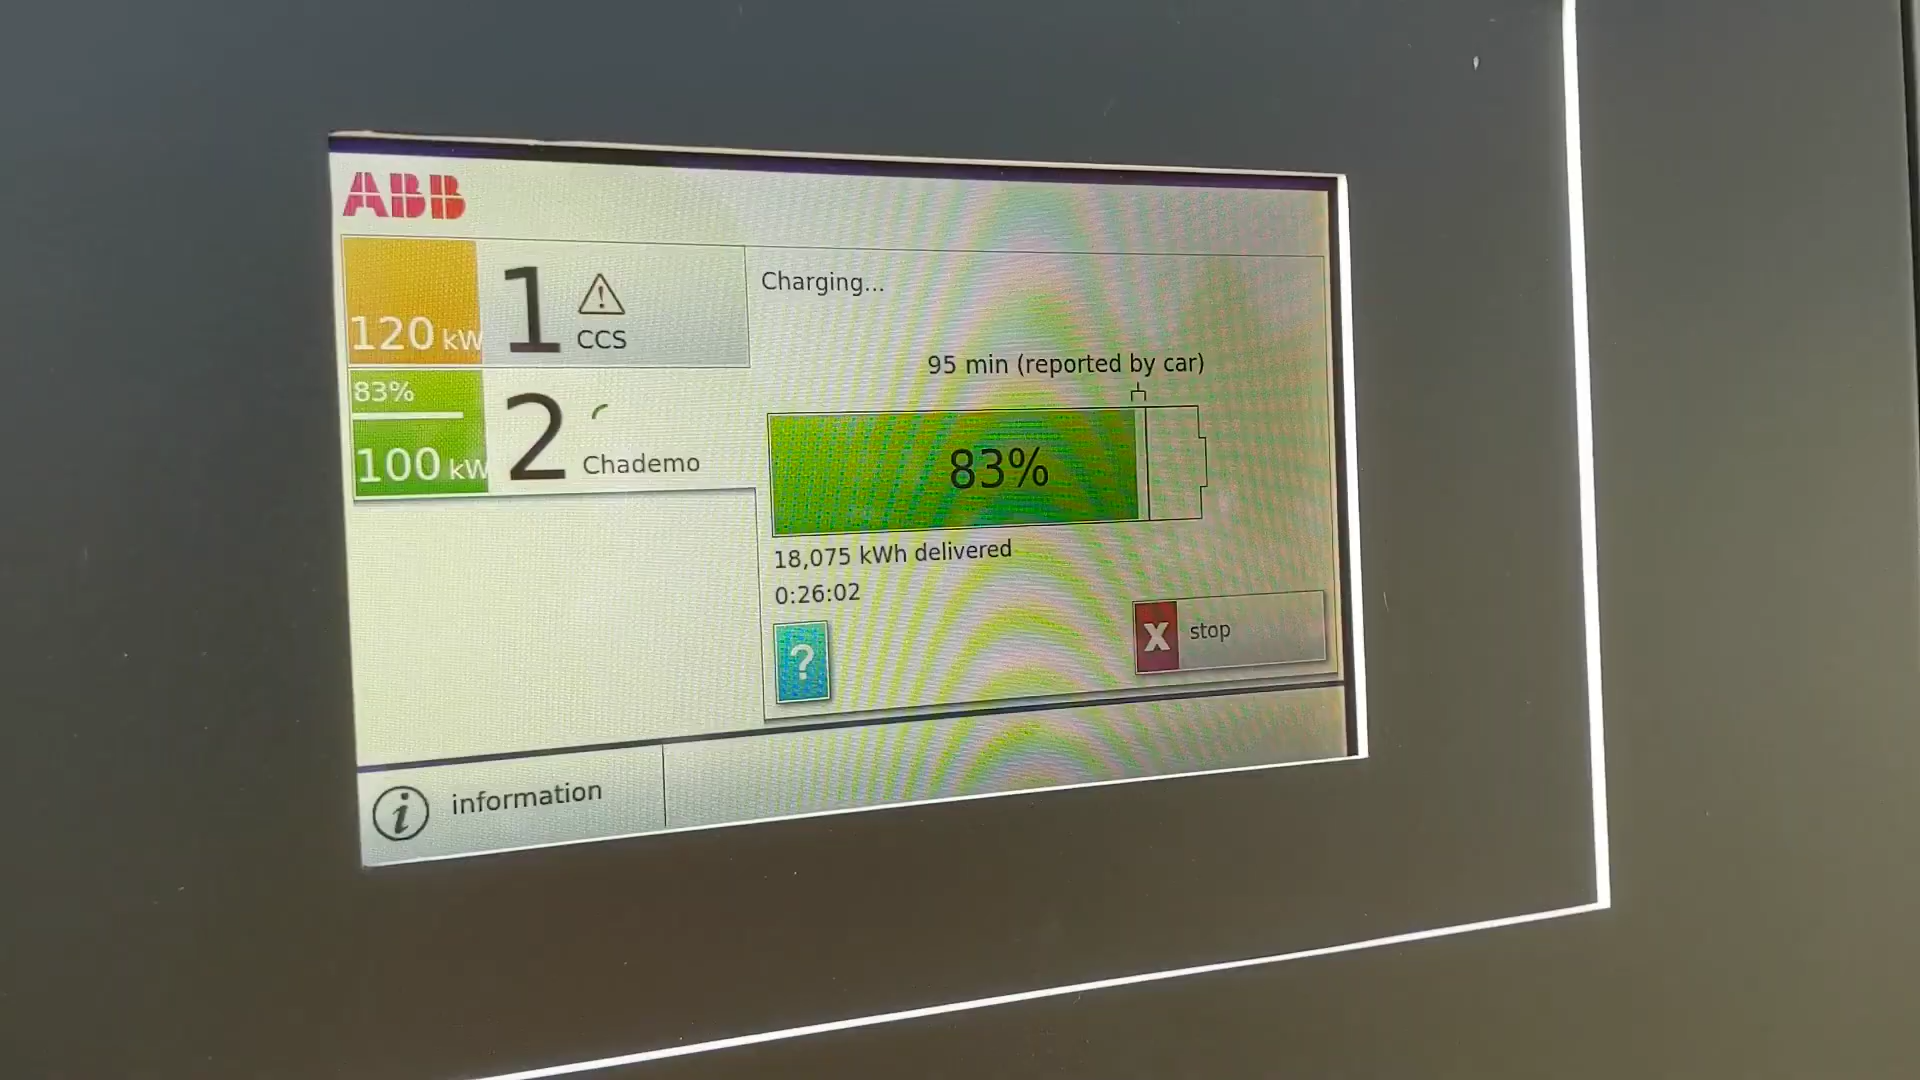 ABB
120 kW
1
CCS
83%
100 kW
2
Chademo
Charging...
95 min (reported by car)
83%
18,075 kWh delivered
0:26:02
?
X stop
i information